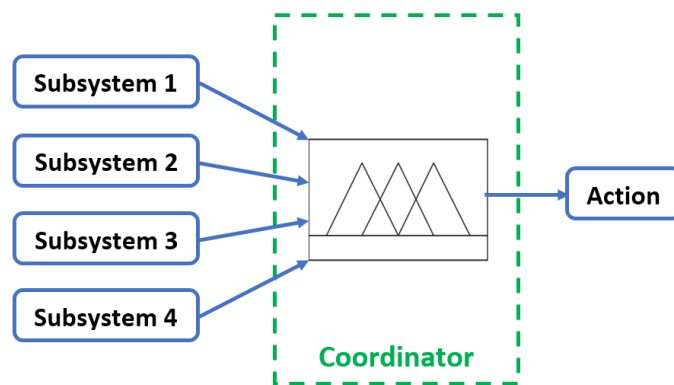 Subsystem 1
Subsystem 2
Subsystem 3
Subsystem 4
Action
Coordinator